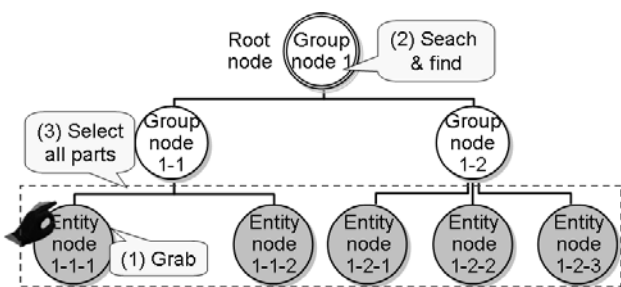 Root
node
Group
node 1
(2) Seach
& find
(3) Select
all parts
Group
node
1-1
Group
node
1-2
Entity
node
1-1-1
(1) Grab
Entity
node
1-1-2
Entity
node
1-2-1
Entity
node
1-2-2
Entity
node
1-2-3